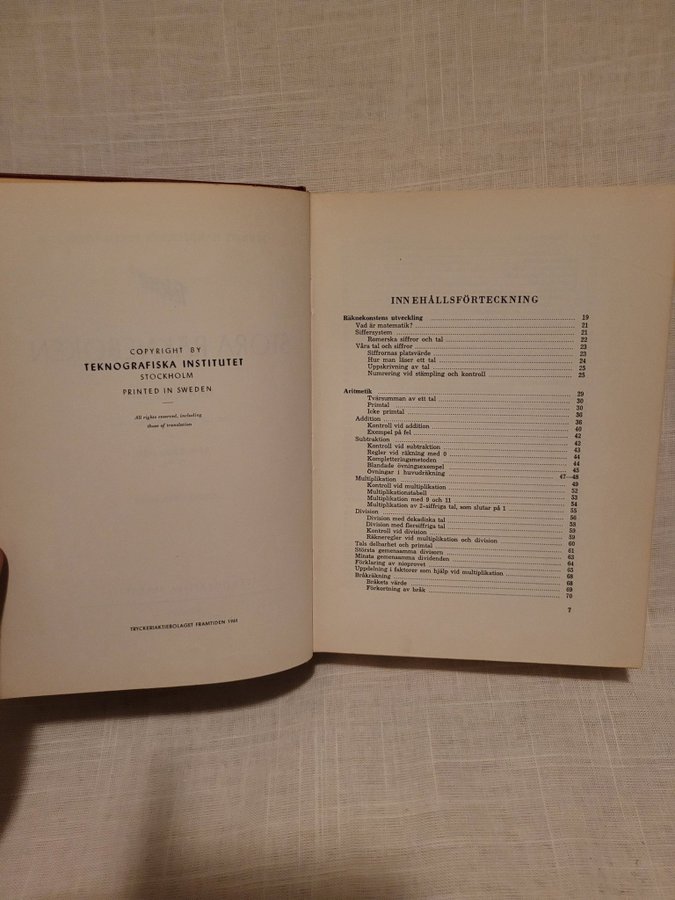 COPYRIGHT BY
TEKNOGRAFISKA INSTITUTET
STOCKHOLM
PRINTED IN SWEDEN
All rights reserved, including
those of translation
TRYCKERIAKTIEBOLAGET FRAMTIDEN 1961
INNEHÅLLSFÖRTECKNING
Räknekonstens utveckling 19
Vad är matematik? 21
Siffersystem 21
Romerska siffror och tal 22
Våra tal och siffror 23
Siffrornas platsvärde 23
Hur man läser ett tal 24
Uppskrivning av tal 25
Numrering vid stämpling och kontroll 25
Aritmetik 29
Tvärsumman av ett tal 30
Primtal 30
Icke primtal 36
Addition 36
Kontroll vid addition 38
Exempel på fel 40
Subtraktion 42
Kontroll vid subtraktion 42
Regler vid räkning med 0 43
Kompletteringsmetoden 44
Blandade övningsexempel 44
Övningar i huvudräkning 45
Multiplikation 47—48
Kontroll vid multiplikation 49
Multiplikationstabell 52
Multiplikation med 9 och 11 53
Multiplikation av 2-siffriga tal, som slutar på 1 54
Division 55
Division med dekadiska tal 56
Division med flersiffriga tal 58
Kontroll vid division 59
Räkneregler vid multiplikation och division 59
Tals delbarhet och primtal 60
Största gemensamma divisorn 61
Minsta gemensamma dividenden 63
Förklaring av nioprovet 64
Uppdelning i faktorer som hjälp vid multiplikation 65
Bråkräkning 68
Bråkets värde 68
Förkortning av bråk 69
70
7